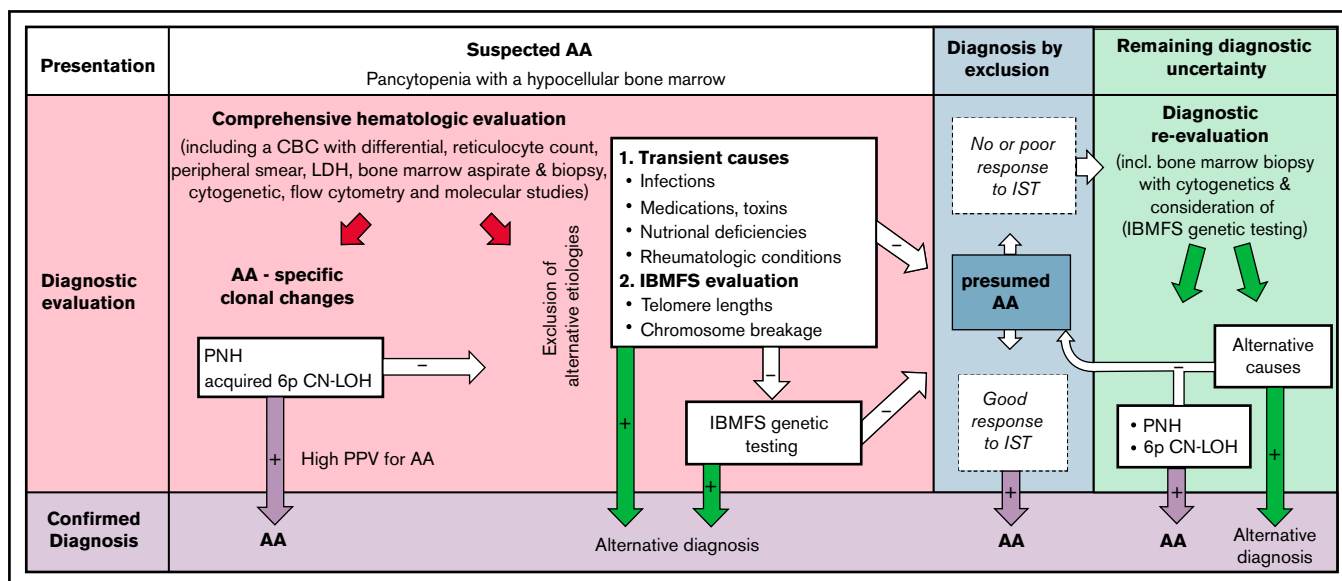 Presentation
Suspected AA
Pancytopenia with a hypocellular bone marrow
Diagnosis by
exclusion
Remaining diagnostic
uncertainty
Diagnostic
evaluation
Comprehensive hematologic evaluation
(including a CBC with differential, reticulocyte count,
peripheral smear, LDH, bone marrow aspirate & biopsy,
cytogenetic, flow cytometry and molecular studies)
AA - specific
clonal changes
PNH
acquired 6p CN-LOH
–
+
High PPV for AA
Exclusion of
alternative etiologies
1. Transient causes
• Infections
• Medications, toxins
• Nutrional deficiencies
• Rheumatologic conditions
2. IBMFS evaluation
• Telomere lengths
• Chromosome breakage
–
–
+
IBMFS genetic
testing
–
+
No or poor
response
to IST
presumed
AA
Good
response
to IST
+
Diagnostic
re-evaluation
(incl. bone marrow biopsy
with cytogenetics &
consideration of
(IBMFS genetic testing)
Alternative
causes
–
• PNH
• 6p CN-LOH
+
+
Confirmed
Diagnosis
AA
Alternative diagnosis
AA
AA
Alternative
diagnosis